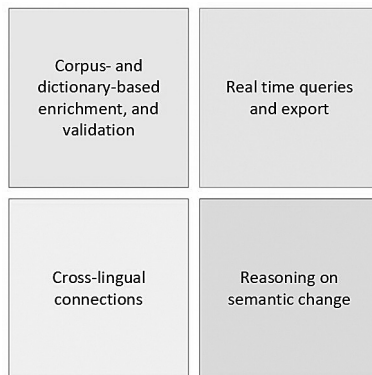 Corpus- and
dictionary-based
enrichment, and
validation
Real time queries
and export
Cross-lingual
connections
Reasoning on
semantic change